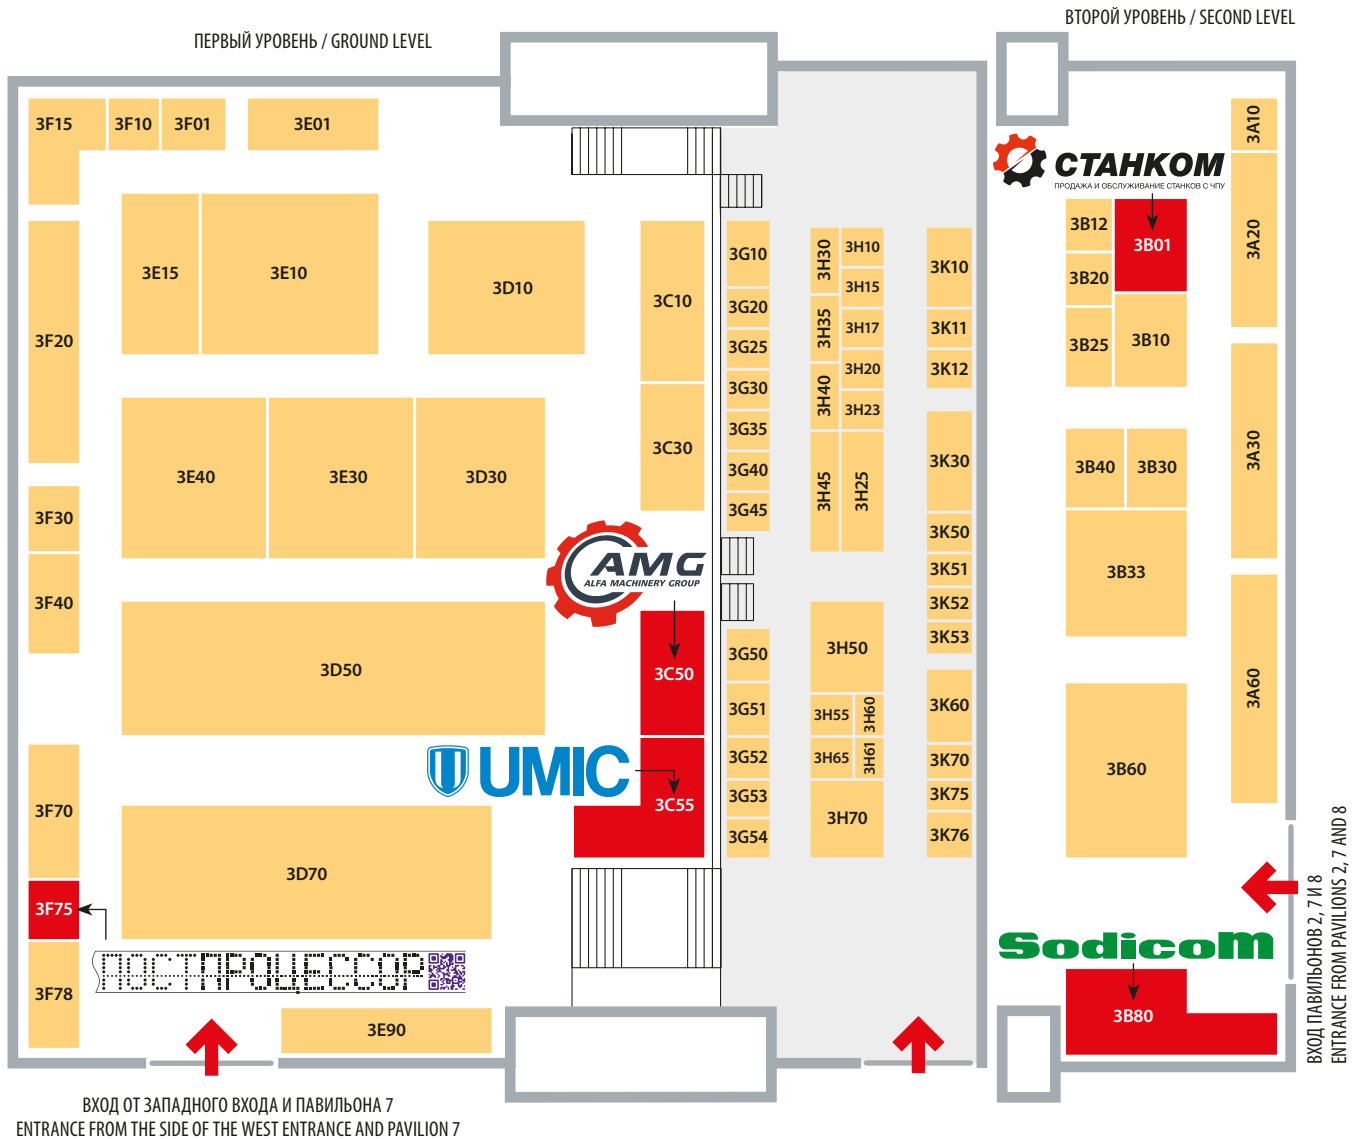 ПЕРВЫЙ УРОВЕНЬ / GROUND LEVEL
ВТОРОЙ УРОВЕНЬ / SECOND LEVEL
3F15
3F10
3F01
3E01
3E15
3E10
3D10
3F20
3E40
3E30
3D30
3F30
3F40
3D50
3F70
3D70
3F75
ПОСТПРОЦЕССОР
3F78
3E90
3C10
3C30
AMG
ALFA MACHINERY GROUP
3C50
UMIC
3C55
3G10
3G20
3G25
3G30
3G35
3G40
3G45
3G50
3G51
3G52
3G53
3G54
3H30
3H10
3H15
3H35
3H17
3H20
3H40
3H23
3H45
3H25
3H50
3H55
3H60
3H65
3H61
3H70
3K10
3K11
3K12
3K30
3K50
3K51
3K52
3K53
3K60
3K70
3K75
3K76
СТАНКОМ
ПРОДАЖА И ОБСЛУЖИВАНИЕ СТАНКОВ С ЧПУ
3A10
3B12
3B01
3A20
3B20
3B25
3B10
3B40
3B30
3A30
3B33
3A60
3B60
Sodicom
3B80
ВХОД ПАВИЛЬОНОВ 2, 7 И 8
ENTRANCE FROM PAVILIONS 2, 7 AND 8
ВХОД ОТ ЗАПАДНОГО ВХОДА И ПАВИЛЬОНА 7
ENTRANCE FROM THE SIDE OF THE WEST ENTRANCE AND PAVILION 7